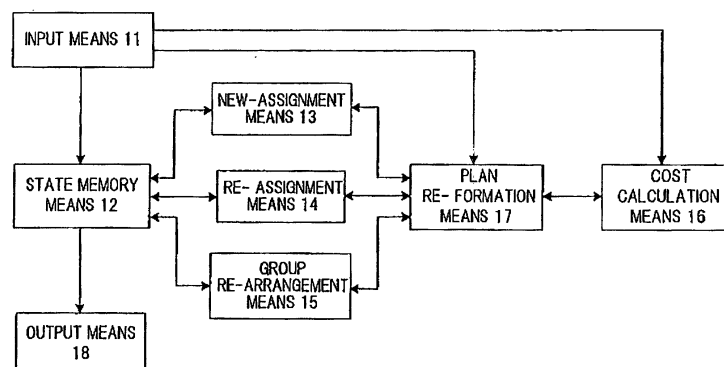 INPUT MEANS 11
NEW-ASSIGNMENT
MEANS 13
STATE MEMORY
MEANS 12
RE- ASSIGNMENT
MEANS 14
PLAN
RE- FORMATION
MEANS 17
COST
CALCULATION
MEANS 16
GROUP
RE-ARRANGEMENT
MEANS 15
OUTPUT MEANS
18